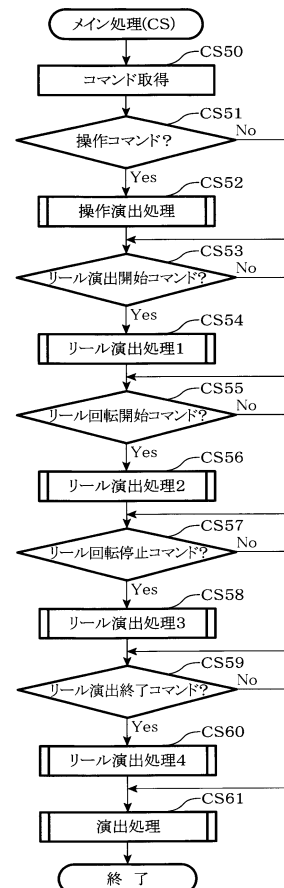 メイン処理(CS)
CS50
コマンド取得
CS51
操作コマンド？
No
Yes
CS52
操作演出処理
CS53
リール演出開始コマンド？
No
Yes
CS54
リール演出処理1
CS55
リール回転開始コマンド？
No
Yes
CS56
リール演出処理2
CS57
リール回転停止コマンド？
No
Yes
CS58
リール演出処理3
CS59
リール演出終了コマンド？
No
Yes
CS60
リール演出処理4
CS61
演出処理
終 了